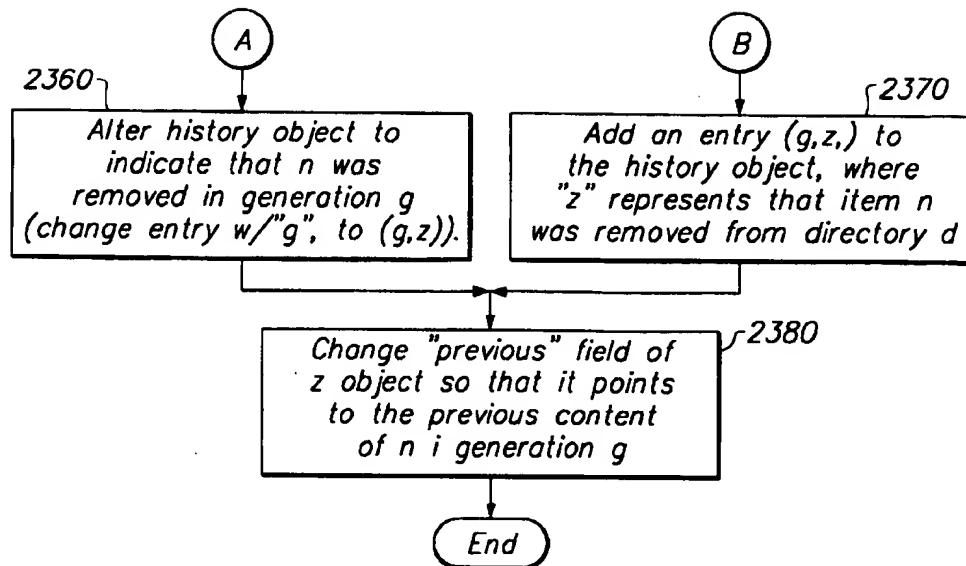 A
B
2360
2370
Alter history object to
indicate that n was
removed in generation g
(change entry w/"g", to (g,z)).
Add an entry (g,z,) to
the history object, where
"z" represents that item n
was removed from directory d
2380
Change "previous" field of
z object so that it points
to the previous content
of n i generation g
End